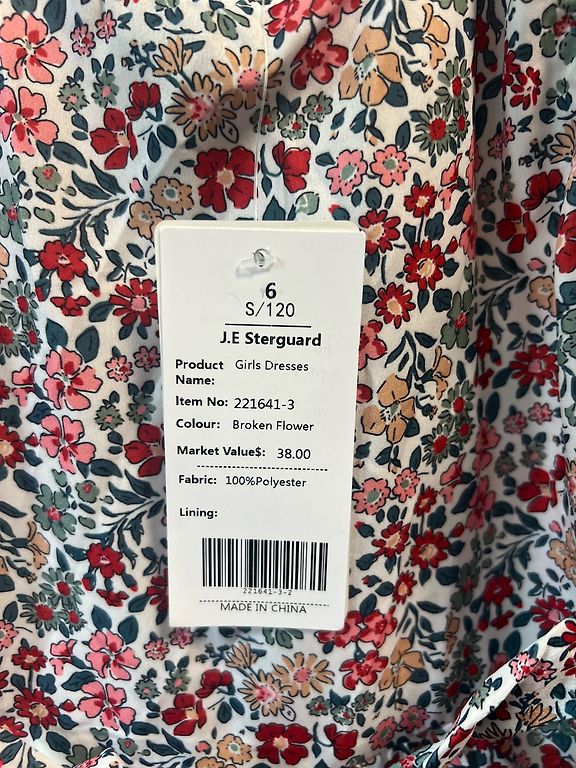 6
S/120
J.E Sterguard
Product Name: Girls Dresses
Item No: 221641-3
Colour: Broken Flower
Market Value$: 38.00
Fabric: 100%Polyester
Lining:
221641-3-2
MADE IN CHINA